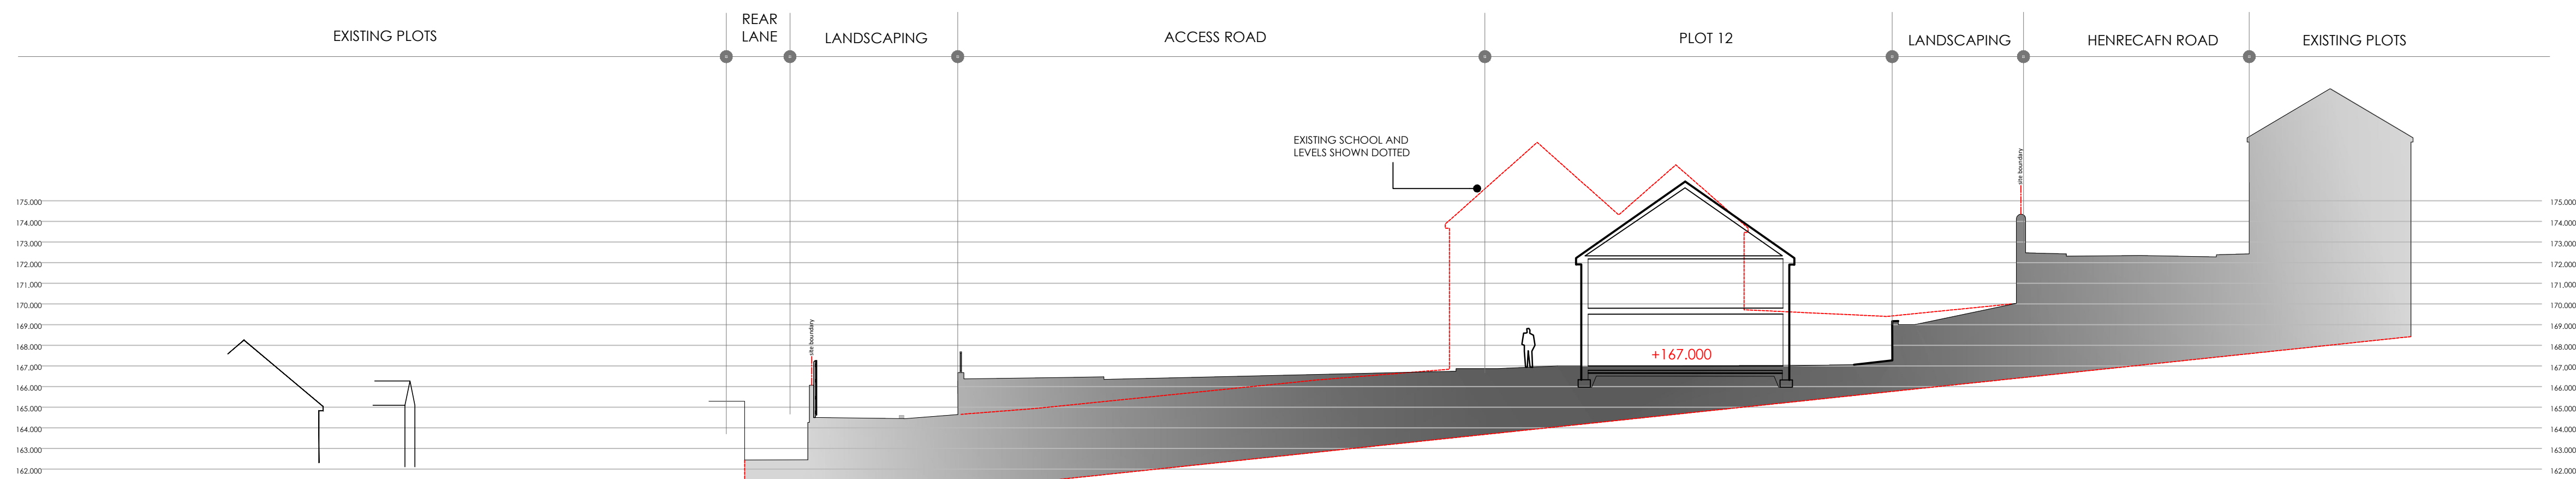 EXISTING PLOTS
REAR
LANE
LANDSCAPING
ACCESS ROAD
PLOT 12
LANDSCAPING
HENRECAFN ROAD
EXISTING PLOTS
EXISTING SCHOOL AND
LEVELS SHOWN DOTTED
site boundary
175.000 175.000
174.000 174.000
173.000 173.000
172.000 172.000
171.000 171.000
170.000 170.000
169.000 169.000
site boundary
168.000 168.000
+167.000
167.000 167.000
166.000 166.000
165.000 165.000
164.000 164.000
163.000 163.000
162.000 162.000